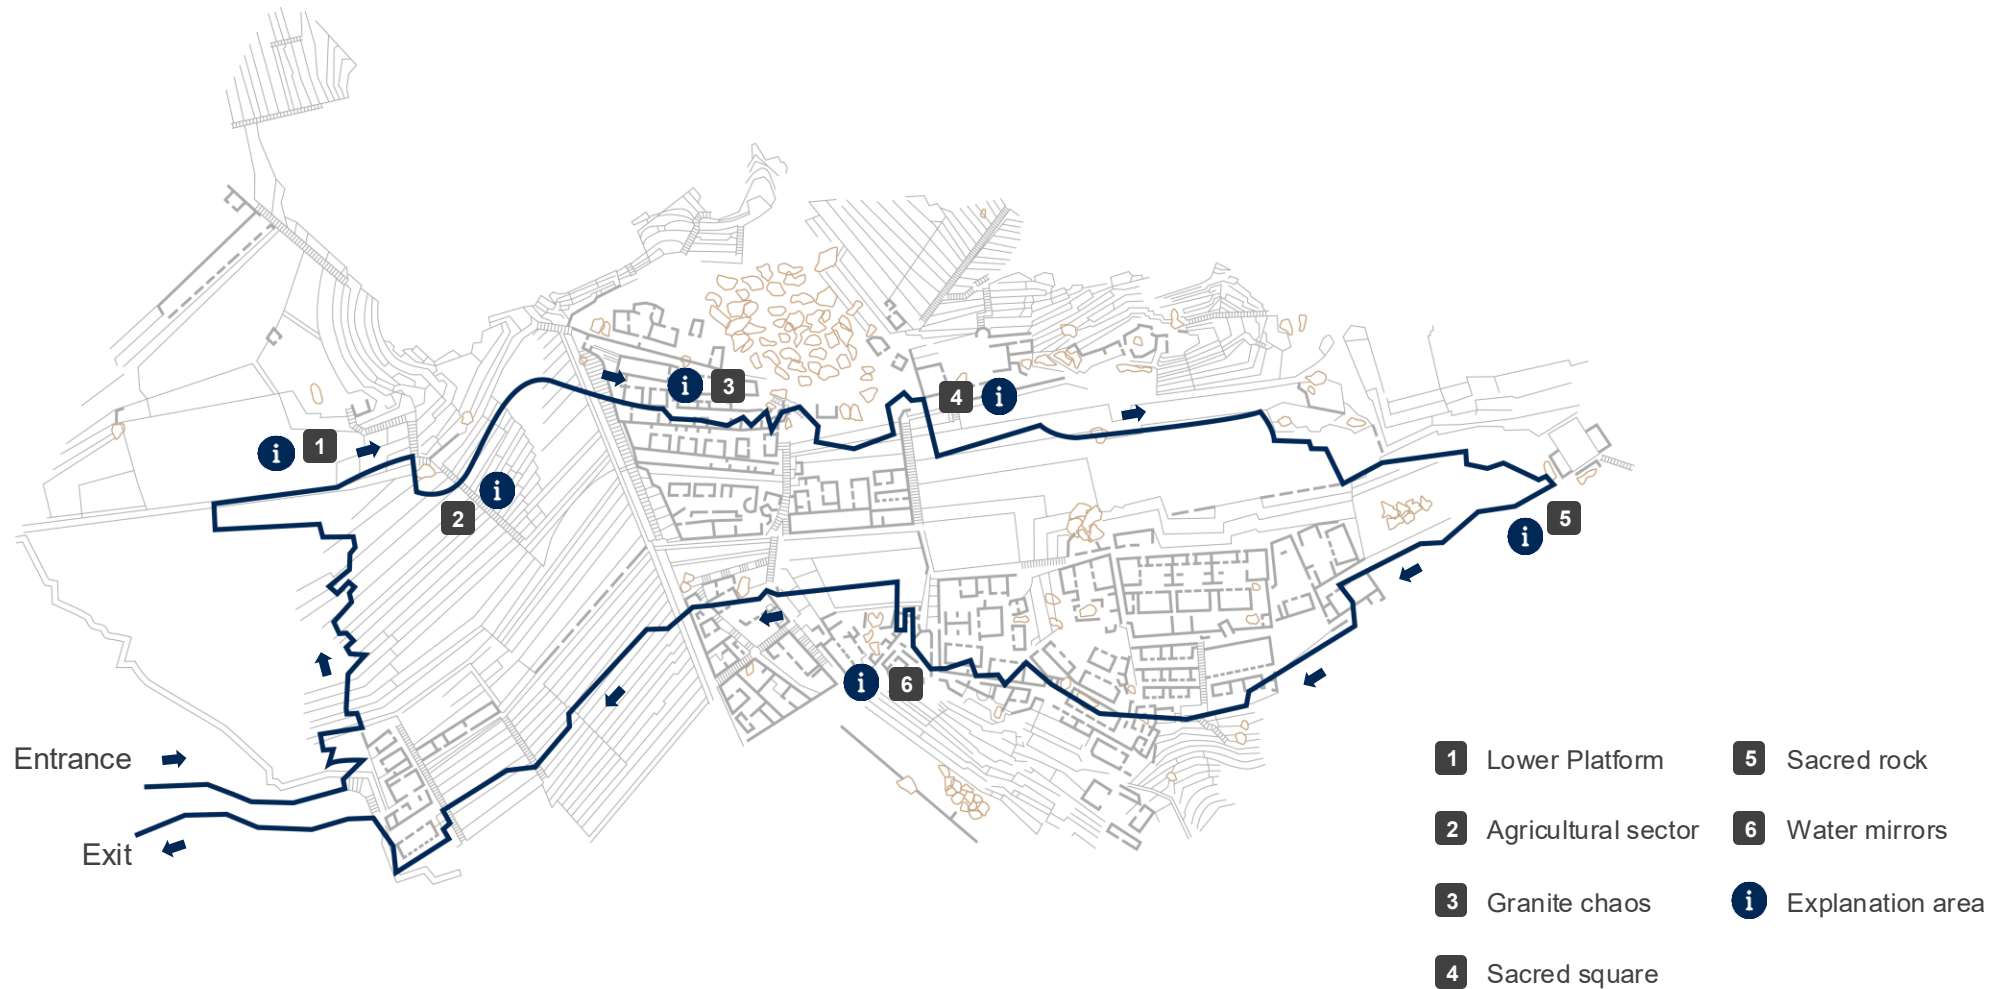 3
i
4
i
1
i
i
2
5
i
i
6
Entrance
Exit
1 Lower Platform
5 Sacred rock
2 Agricultural sector
6 Water mirrors
3 Granite chaos
i Explanation area
4 Sacred square